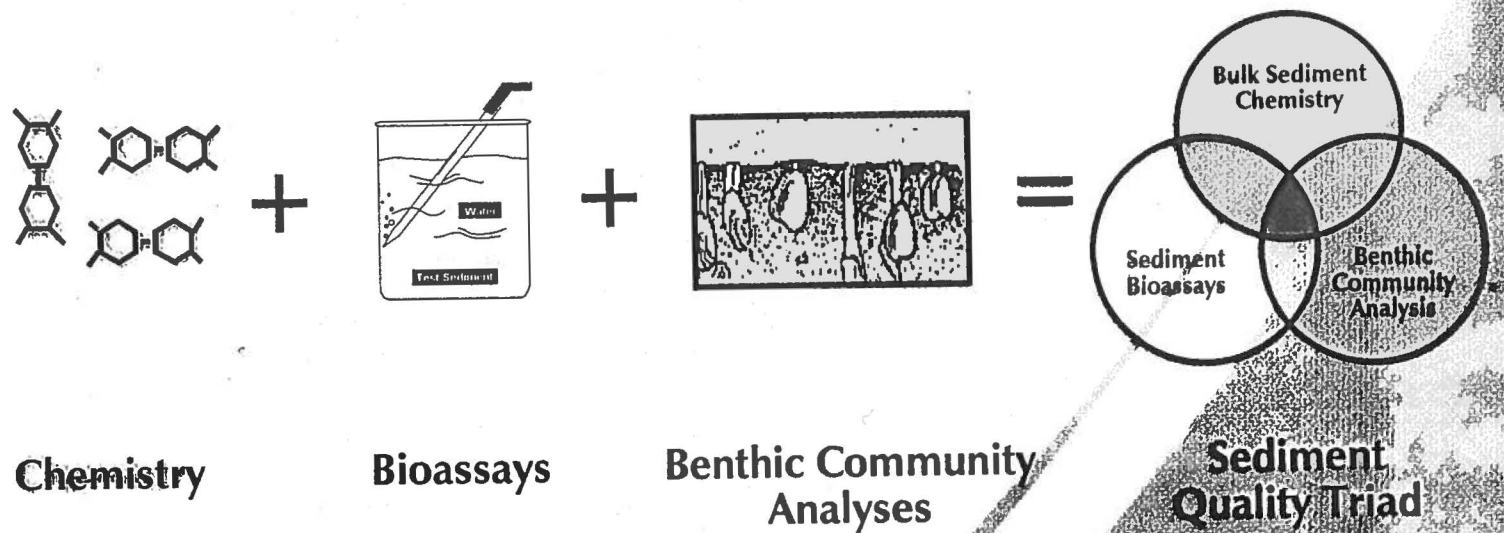 Bulk Sediment
Chemistry
Water
Test Sediment
Sediment
Bioassays
Benthic
Community
Analysis
+
+
=
Chemistry
Bioassays
Benthic Community
Analyses
Sediment
Quality Triad